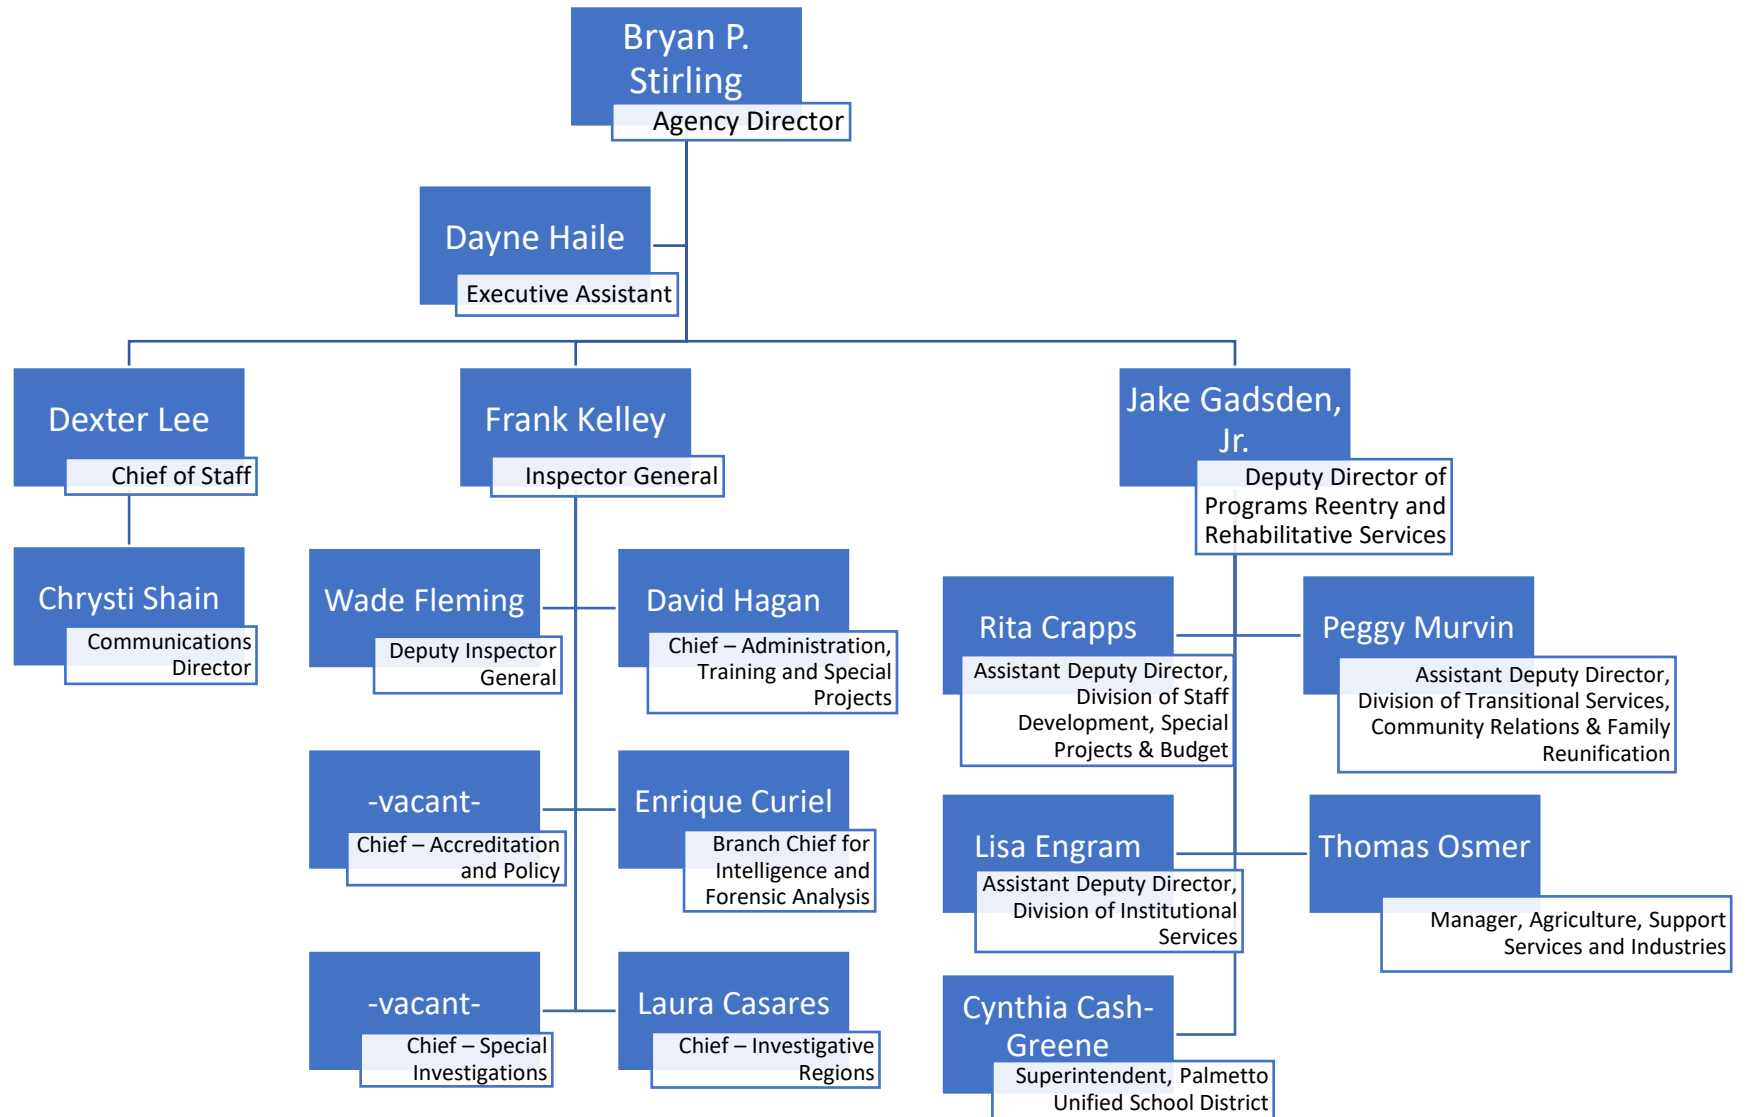 Bryan P.
Stirling
Agency Director
Dayne Haile
Executive Assistant
Dexter Lee
Chief of Staff
Frank Kelley
Inspector General
Jake Gadsden,
Jr.
Deputy Director of
Programs Reentry and
Rehabilitative Services
Chrysti Shain
Communications
Director
Wade Fleming
Deputy Inspector
General
David Hagan
Chief – Administration,
Training and Special
Projects
Rita Crapps
Assistant Deputy Director,
Division of Staff
Development, Special
Projects & Budget
Peggy Murvin
Assistant Deputy Director,
Division of Transitional Services,
Community Relations & Family
Reunification
-vacant-
Chief – Accreditation
and Policy
Enrique Curiel
Branch Chief for
Intelligence and
Forensic Analysis
Lisa Engram
Assistant Deputy Director,
Division of Institutional
Services
Thomas Osmer
Manager, Agriculture, Support
Services and Industries
-vacant-
Chief – Special
Investigations
Laura Casares
Chief – Investigative
Regions
Cynthia Cash-
Greene
Superintendent, Palmetto
Unified School District